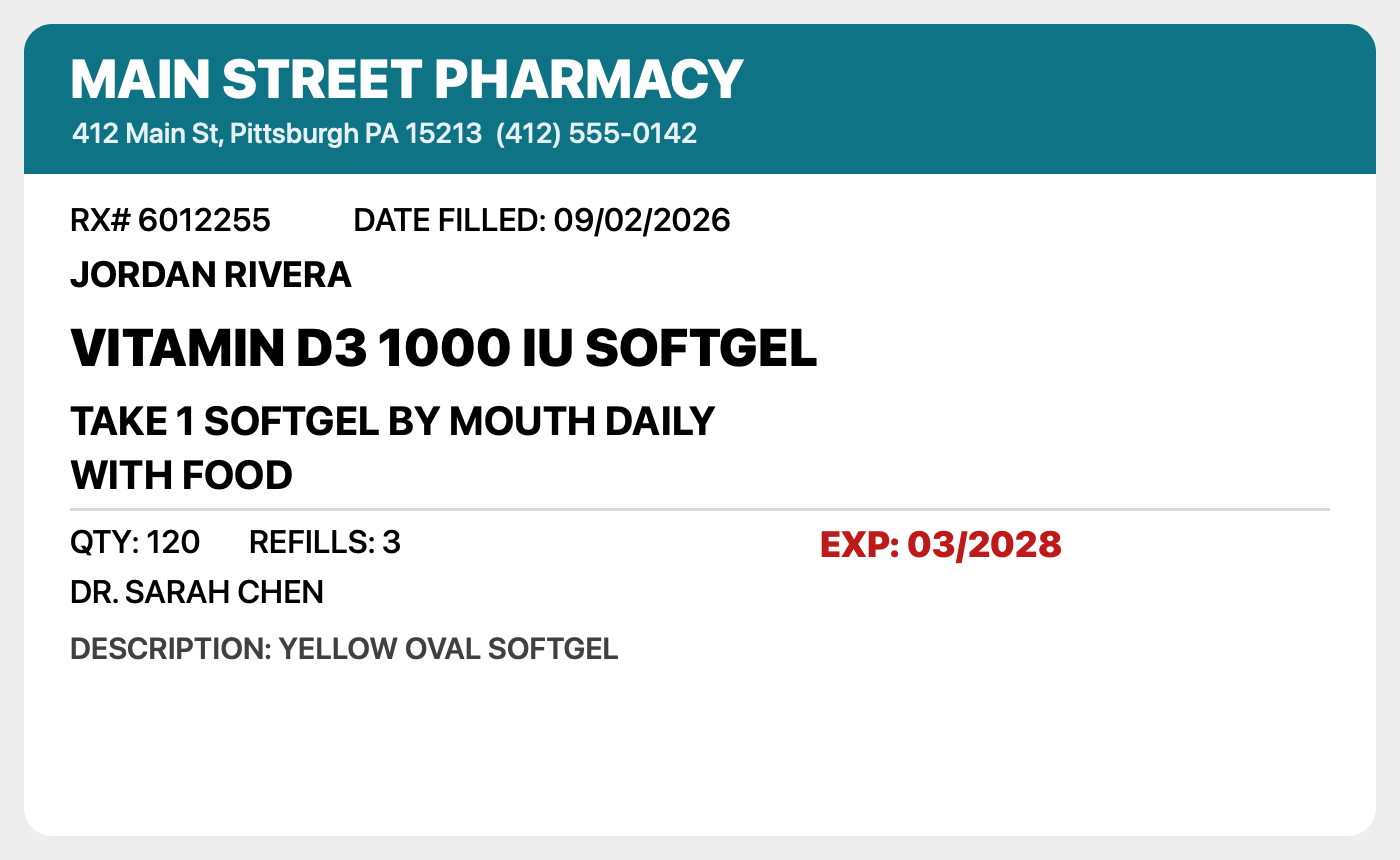 MAIN STREET PHARMACY
412 Main St, Pittsburgh PA 15213 (412) 555-0142
RX# 6012255 DATE FILLED: 09/02/2026
JORDAN RIVERA
VITAMIN D3 1000 IU SOFTGEL
TAKE 1 SOFTGEL BY MOUTH DAILY
WITH FOOD
QTY: 120 REFILLS: 3 EXP: 03/2028
DR. SARAH CHEN
DESCRIPTION: YELLOW OVAL SOFTGEL